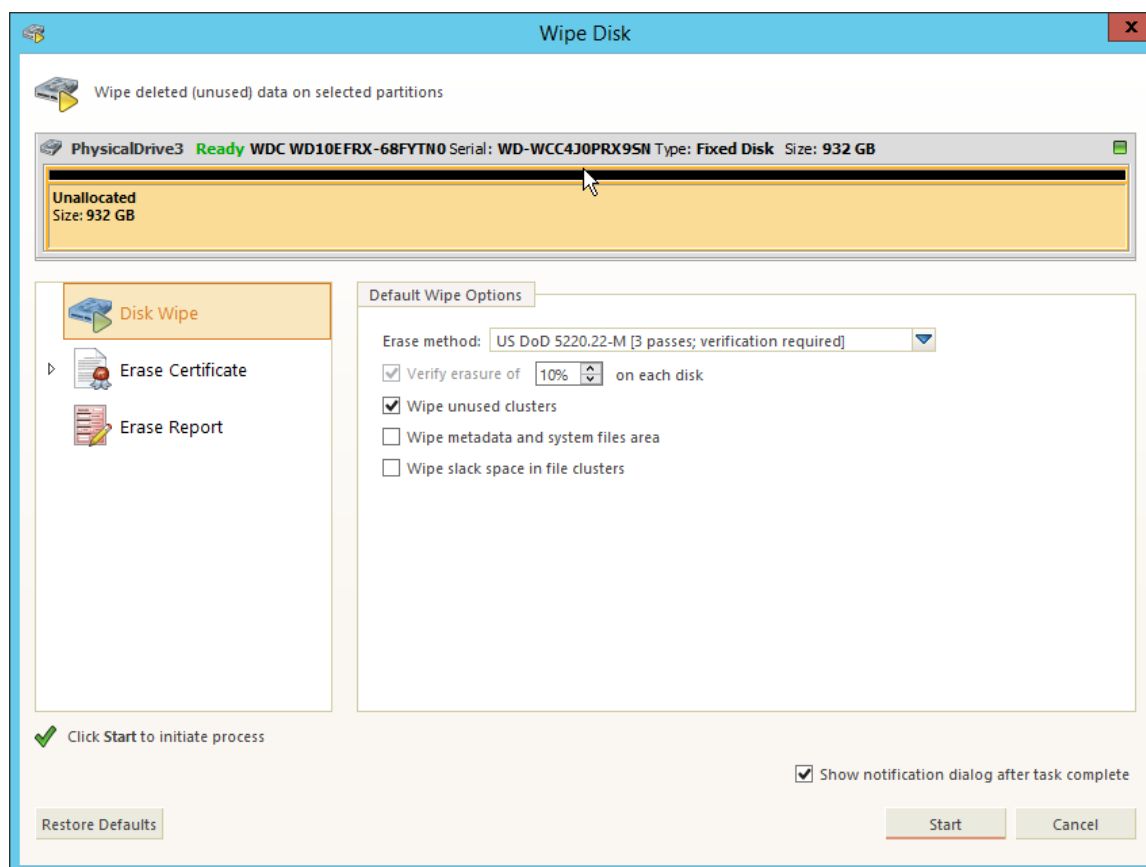 Wipe Disk
x
Wipe deleted (unused) data on selected partitions
PhysicalDrive3 Ready WDC WD10EFRX-68FYTN0 Serial: WD-WCC4J0PRX9SN Type: Fixed Disk Size: 932 GB
Unallocated
Size: 932 GB
Disk Wipe
Erase Certificate
Erase Report
Default Wipe Options
Erase method: US DoD 5220.22-M [3 passes; verification required]
Verify erasure of 10% on each disk
Wipe unused clusters
Wipe metadata and system files area
Wipe slack space in file clusters
Click Start to initiate process
Show notification dialog after task complete
Restore Defaults Start Cancel